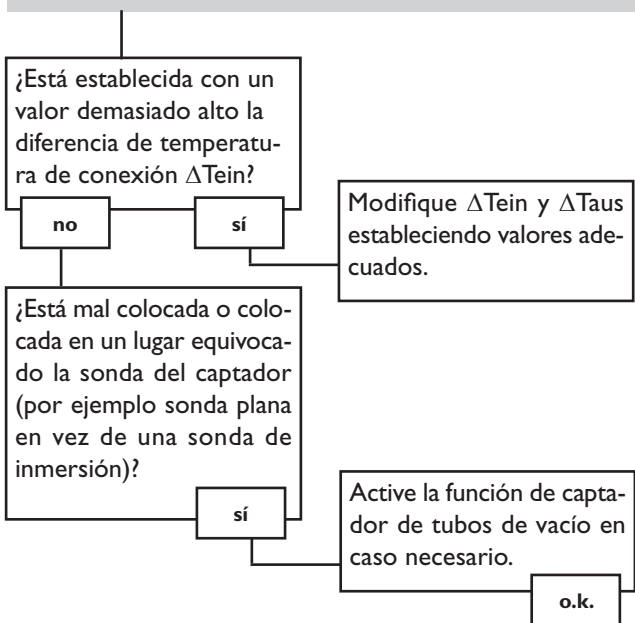 ¿Está establecida con un
valor demasiado alto la
diferencia de temperatu-
ra de conexión ΔTein?
no
sí
Modifique ΔTein y ΔTaus
estableciendo valores ade-
cuados.
¿Está mal colocada o colo-
cada en un lugar equivoca-
do la sonda del captador
(por ejemplo sonda plana
en vez de una sonda de
inmersión)?
sí
Active la función de capta-
dor de tubos de vacío en
caso necesario.
o.k.